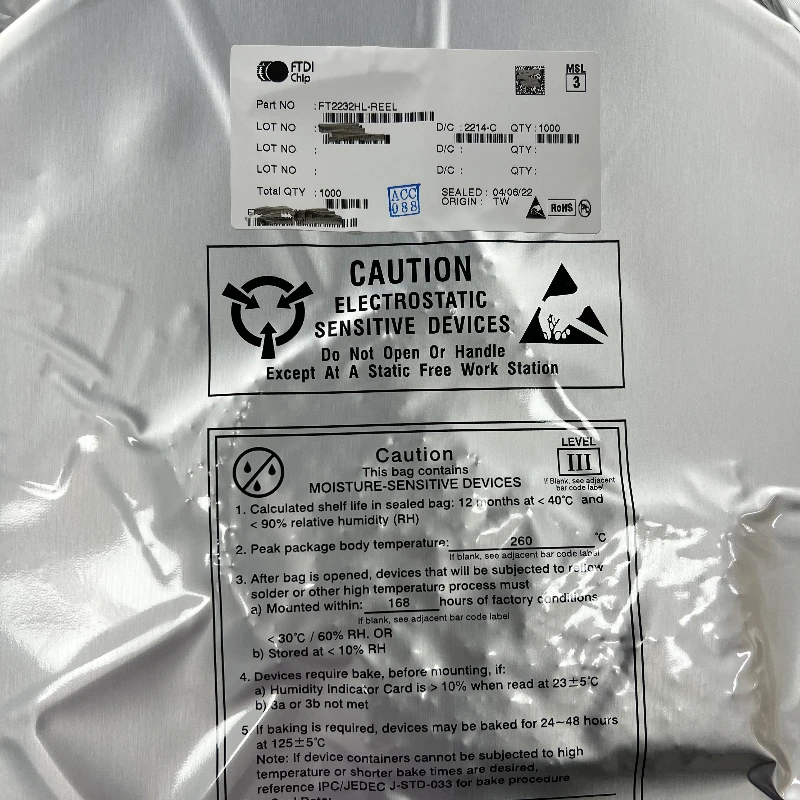 FTDI
Chip
MSL
3
Part NO : FT2232HL-REEL
LOT NO :
D/C : 2214-C QTY : 1000
LOT NO :
D/C : QTY :
LOT NO :
D/C : QTY :
Total QTY : 1000
ACC
088
SEALED : 04/06/22
ORIGIN : TW
RoHS
Pb
CAUTION
ELECTROSTATIC
SENSITIVE DEVICES
Do Not Open Or Handle
Except At A Static Free Work Station
LEVEL
III
If Blank, see adjacent
bar code label
Caution
This bag contains
MOISTURE-SENSITIVE DEVICES
1. Calculated shelf life in sealed bag: 12 months at < 40°C and
< 90% relative humidity (RH)
2. Peak package body temperature: 260 °C
If blank, see adjacent bar code label
3. After bag is opened, devices that will be subjected to reflow
solder or other high temperature process must
a) Mounted within: 168 hours of factory conditions
If blank, see adjacent bar code label
< 30°C / 60% RH. OR
b) Stored at < 10% RH
4. Devices require bake, before mounting, if:
a) Humidity Indicator Card is > 10% when read at 23±5°C
b) 3a or 3b not met
5. If baking is required, devices may be baked for 24~48 hours
at 125±5°C
Note: If device containers cannot be subjected to high
temperature or shorter bake times are desired,
reference IPC/JEDEC J-STD-033 for bake procedure